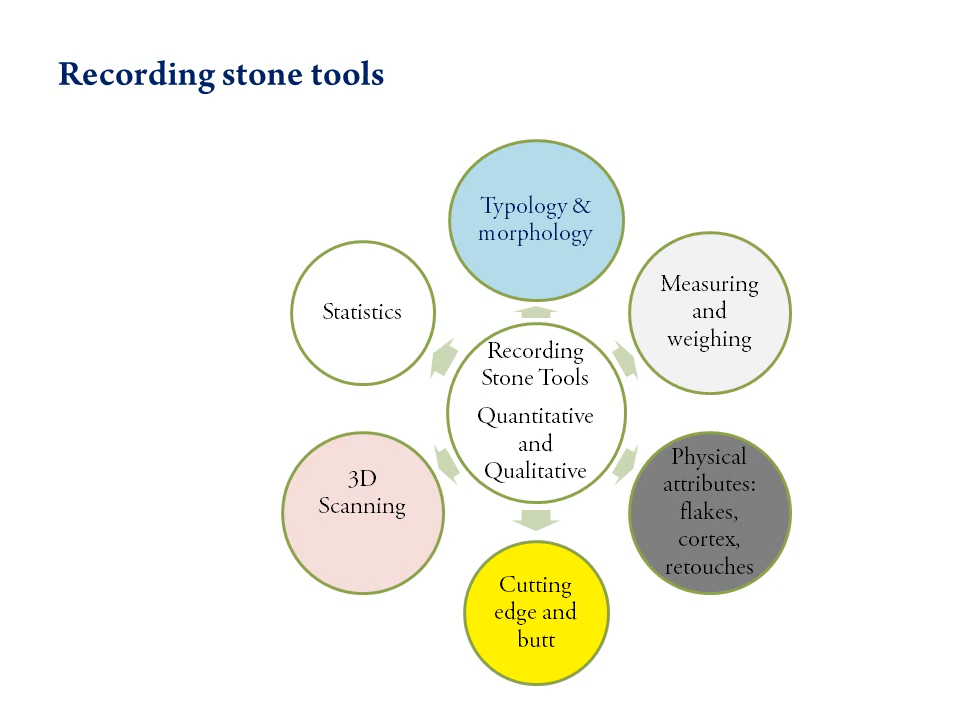 Recording stone tools
Typology &
morphology
Measuring
and
weighing
Physical
attributes:
flakes,
cortex,
retouches
Cutting
edge and
butt
3D
Scanning
Statistics
Recording
Stone Tools
Quantitative
and
Qualitative